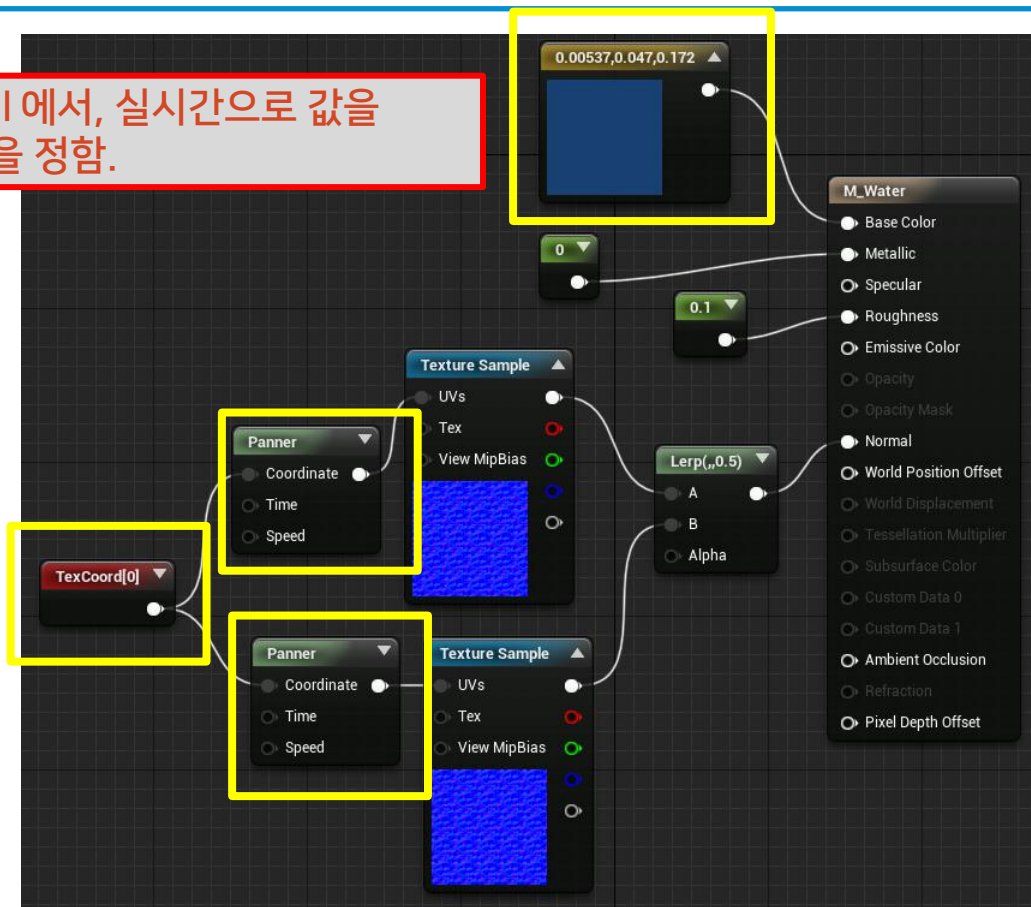 에서, 실시간으로 값을
정함.
0.00537,0.047,0.172
M_Water
Base Color
Metallic
Specular
Roughness
Emissive Color
Opacity
Opacity Mask
Normal
World Position Offset
World Displacement
Tessellation Multiplier
Subsurface Color
Custom Data 0
Custom Data 1
Ambient Occlusion
Refraction
Pixel Depth Offset
0
0.1
Texture Sample
UVs
Tex
View MipBias
Panner
Coordinate
Time
Speed
Lerp(,,0.5)
A
B
Alpha
TexCoord[0]
Panner
Coordinate
Time
Speed
Texture Sample
UVs
Tex
View MipBias